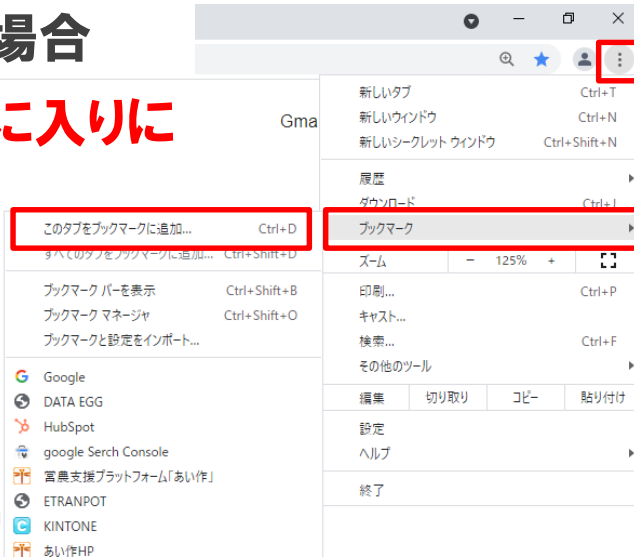 場合
に入りに
Gma
新しいタブ Ctrl+T
新しいウィンドウ Ctrl+N
新しいシークレット ウィンドウ Ctrl+Shift+N
履歴
ダウンロード Ctrl+J
ブックマーク
ズーム － 125% ＋
印刷... Ctrl+P
キャスト...
検索... Ctrl+F
その他のツール
編集 切り取り コピー 貼り付け
設定
ヘルプ
終了
このタブをブックマークに追加... Ctrl+D
すべてのタブをブックマークに追加... Ctrl+Shift+D
ブックマーク バーを表示 Ctrl+Shift+B
ブックマーク マネージャ Ctrl+Shift+O
ブックマークと設定をインポート...
Google
DATA EGG
HubSpot
google Serch Console
営農支援プラットフォーム「あい作」
ETRANPOT
KINTONE
あい作HP